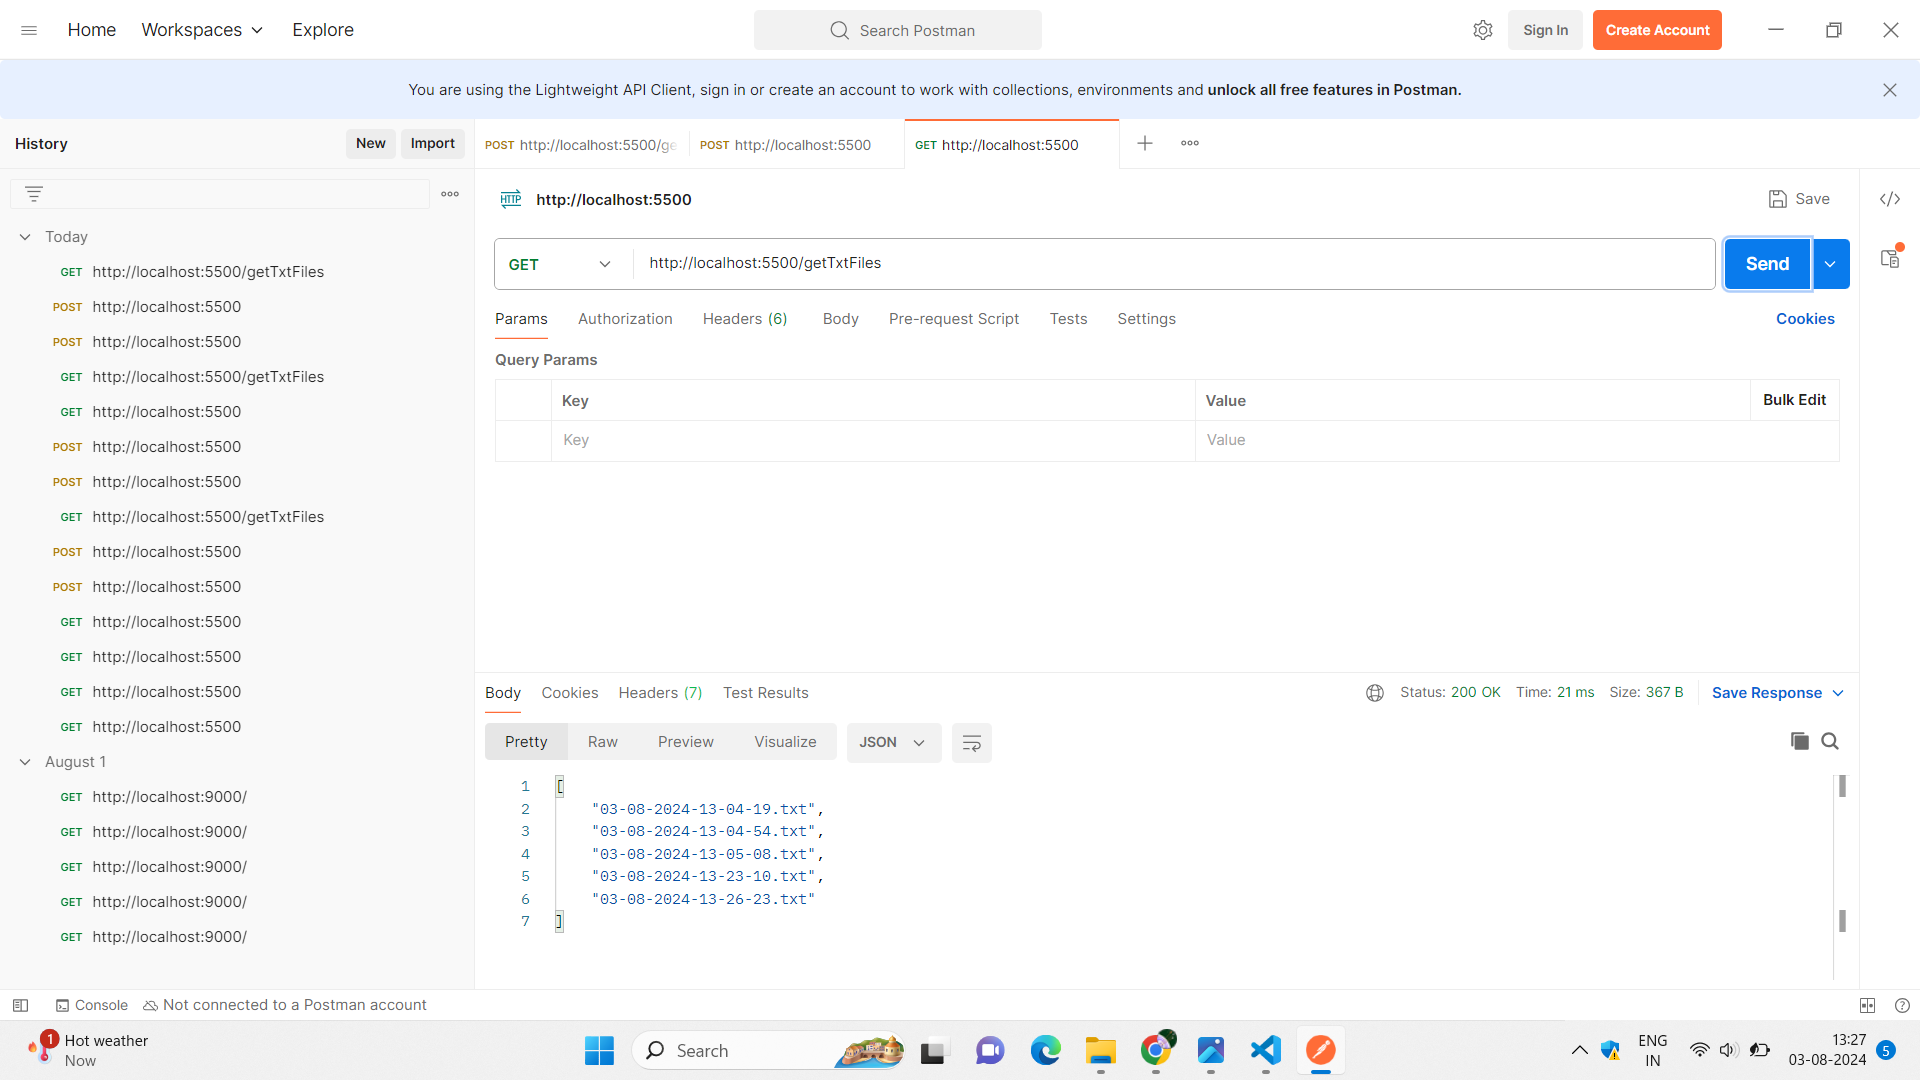 Home Workspaces Explore
Search Postman
Sign In Create Account
You are using the Lightweight API Client, sign in or create an account to work with collections, environments and unlock all free features in Postman.
History New Import
POST http://localhost:5500/ge POST http://localhost:5500 GET http://localhost:5500
Today
GET http://localhost:5500/getTxtFiles
POST http://localhost:5500
POST http://localhost:5500
GET http://localhost:5500/getTxtFiles
GET http://localhost:5500
POST http://localhost:5500
POST http://localhost:5500
GET http://localhost:5500/getTxtFiles
POST http://localhost:5500
POST http://localhost:5500
GET http://localhost:5500
GET http://localhost:5500
GET http://localhost:5500
GET http://localhost:5500
August 1
GET http://localhost:9000/
GET http://localhost:9000/
GET http://localhost:9000/
GET http://localhost:9000/
GET http://localhost:9000/
HTTP http://localhost:5500 Save
GET http://localhost:5500/getTxtFiles Send
Params Authorization Headers (6) Body Pre-request Script Tests Settings Cookies
Query Params
Key Value Bulk Edit
Key Value
Body Cookies Headers (7) Test Results Status: 200 OK Time: 21 ms Size: 367 B Save Response
Pretty Raw Preview Visualize JSON
1 [
2 "03-08-2024-13-04-19.txt",
3 "03-08-2024-13-04-54.txt",
4 "03-08-2024-13-05-08.txt",
5 "03-08-2024-13-23-10.txt",
6 "03-08-2024-13-26-23.txt"
7 ]
Console Not connected to a Postman account
1 Hot weather
Now
Search
ENG
IN
13:27
03-08-2024
5